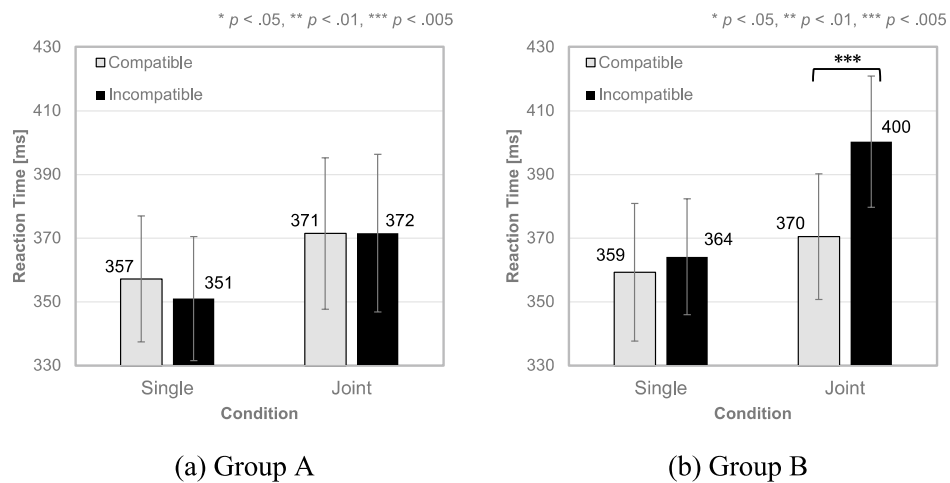 * p < .05, ** p < .01, *** p < .005
430
410
390
370
350
330
Reaction Time [ms]
Compatible
Incompatible
357
351
371
372
Single
Joint
Condition
(a) Group A
* p < .05, ** p < .01, *** p < .005
430
410
390
370
350
330
Reaction Time [ms]
Compatible
Incompatible
***
359
364
370
400
Single
Joint
Condition
(b) Group B